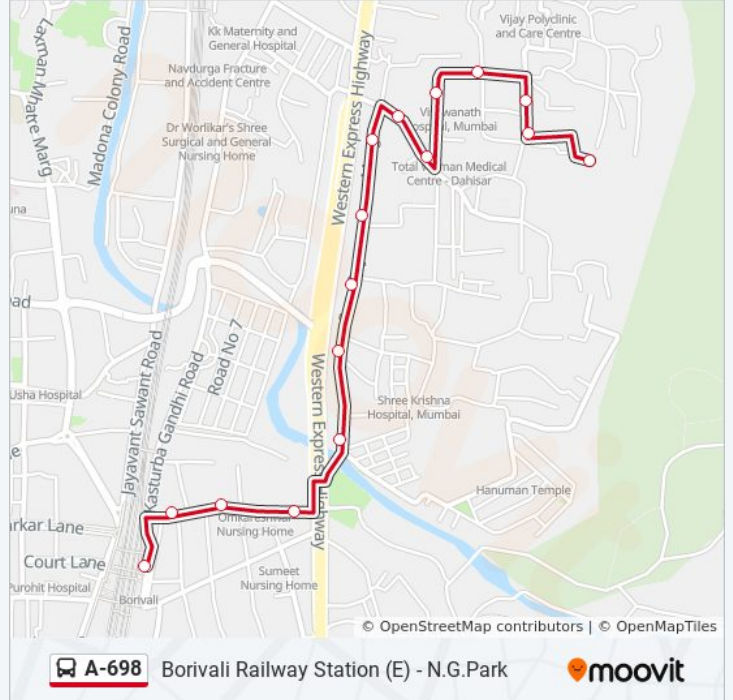 Vijay Polyclinic
and Care Centre
Kk Maternity and
General Hospital
Laxman Mhatre Marg
Madona Colony Road
Navdurga Fracture
and Accident Centre
Western Express Highway
Dr Worlikar's Shree
Surgical and General
Nursing Home
Hospital, Mumbai
Total
Medical
Centre - Dahisar
una
ad
Road No 7
Jayavant Sawant Road
Kasturba Gandhi Road
Western Express Highway
Usha Hospital
Shree Krishna
Hospital, Mumbai
Hanuman Temple
arkar Lane
Nursing Home
Court Lane
Sumeet
Nursing Home
Purohit Hospital
Borivali
© OpenStreetMap contributors | © OpenMapTiles
A-698 Borivali Railway Station (E) - N.G.Park
moovit